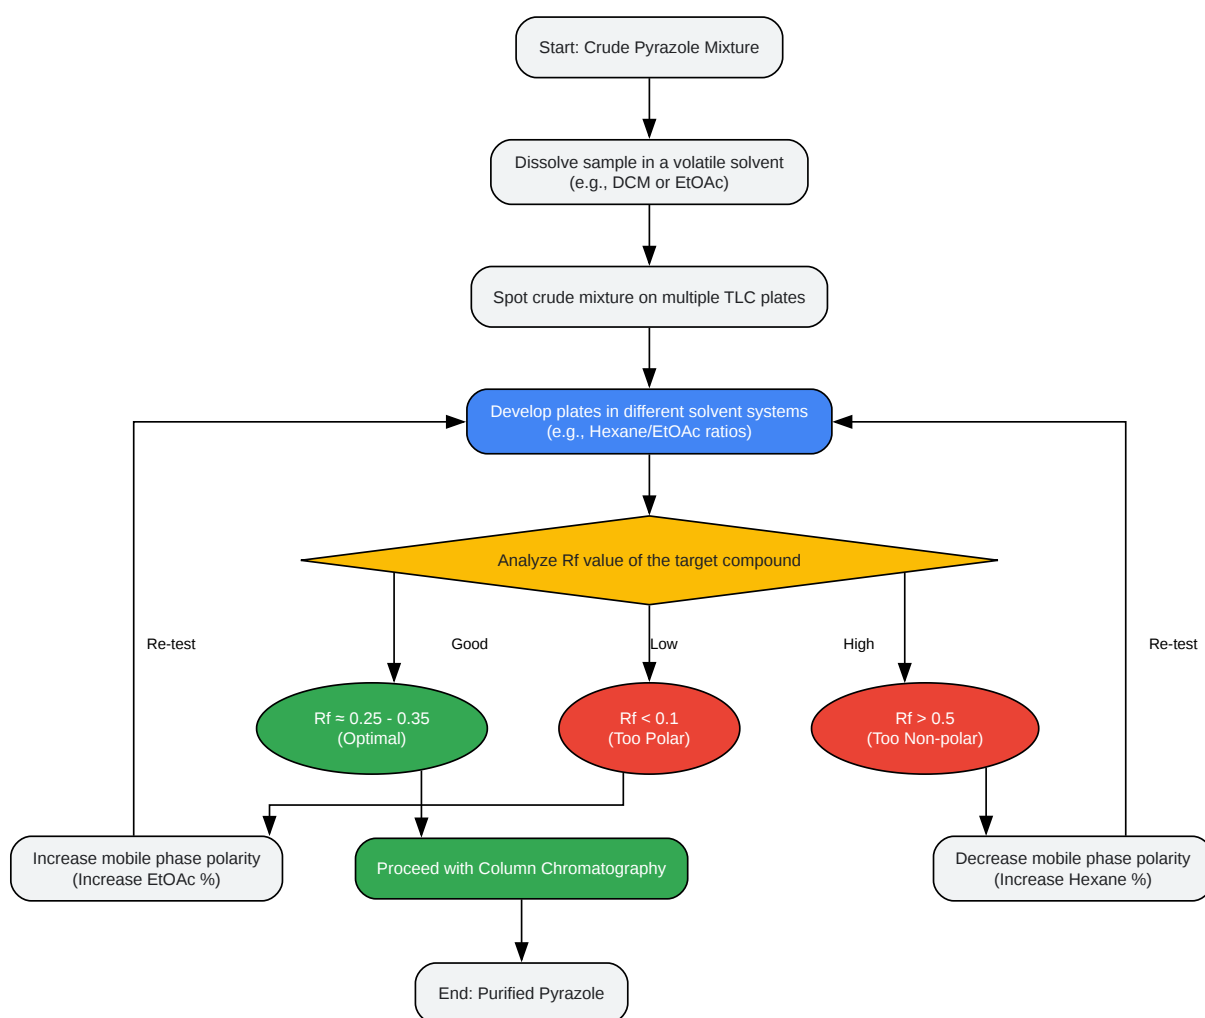 Start: Crude Pyrazole Mixture
Dissolve sample in a volatile solvent
(e.g., DCM or EtOAc)
Spot crude mixture on multiple TLC plates
Develop plates in different solvent systems
(e.g., Hexane/EtOAc ratios)
Analyze Rf value of the target compound
Re-test
Good
Low
High
Re-test
Rf ≈ 0.25 - 0.35
(Optimal)
Rf < 0.1
(Too Polar)
Rf > 0.5
(Too Non-polar)
Increase mobile phase polarity
(Increase EtOAc %)
Proceed with Column Chromatography
Decrease mobile phase polarity
(Increase Hexane %)
End: Purified Pyrazole